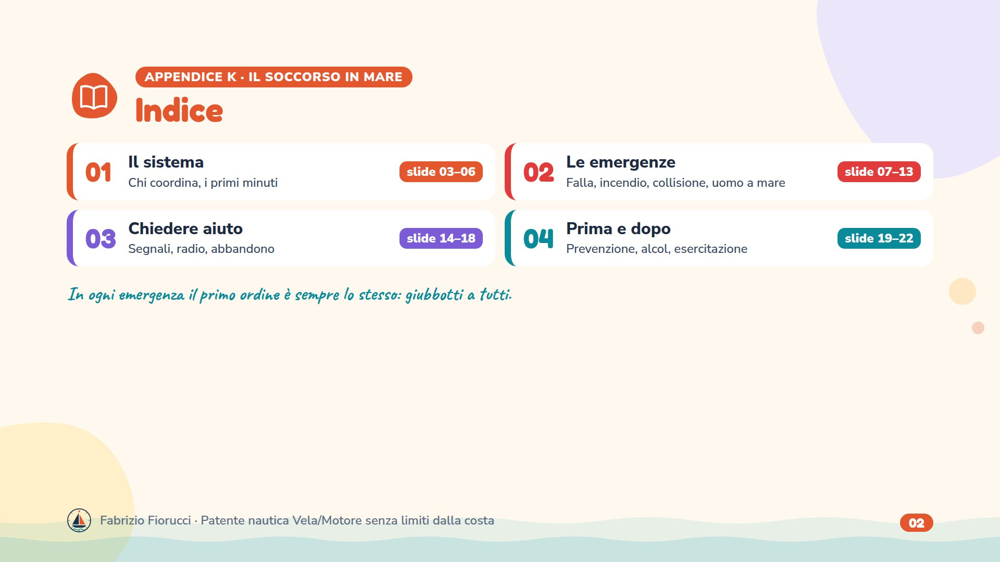 APPENDICE K · IL SOCCORSO IN MARE
Indice
01
Il sistema
Chi coordina, i primi minuti
slide 03–06
02
Le emergenze
Falla, incendio, collisione, uomo a mare
slide 07–13
03
Chiedere aiuto
Segnali, radio, abbandono
slide 14–18
04
Prima e dopo
Prevenzione, alcol, esercitazione
slide 19–22
In ogni emergenza il primo ordine è sempre lo stesso: giubbotti a tutti.
Fabrizio Fiorucci · Patente nautica Vela/Motore senza limiti dalla costa
02